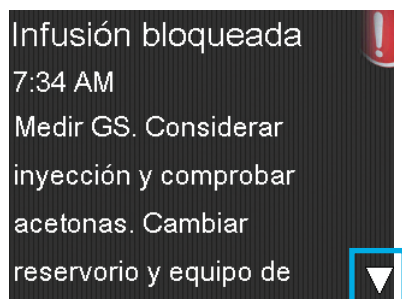 Infusión bloqueada
7:34 AM
Medir GS. Considerar
inyección y comprobar
acetonas. Cambiar
reservorio y equipo de